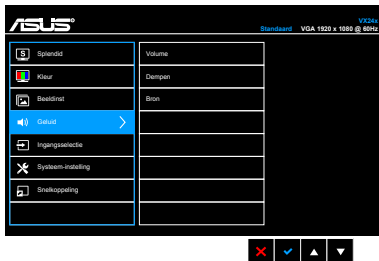 ASUS
VX24x
Standaard VGA 1920 x 1080 @ 60Hz
S Splendid
Kleur
Beeldinst
Geluid
Ingangsselectie
Systeem-instelling
Snelkoppeling
Volume
Dempen
Bron